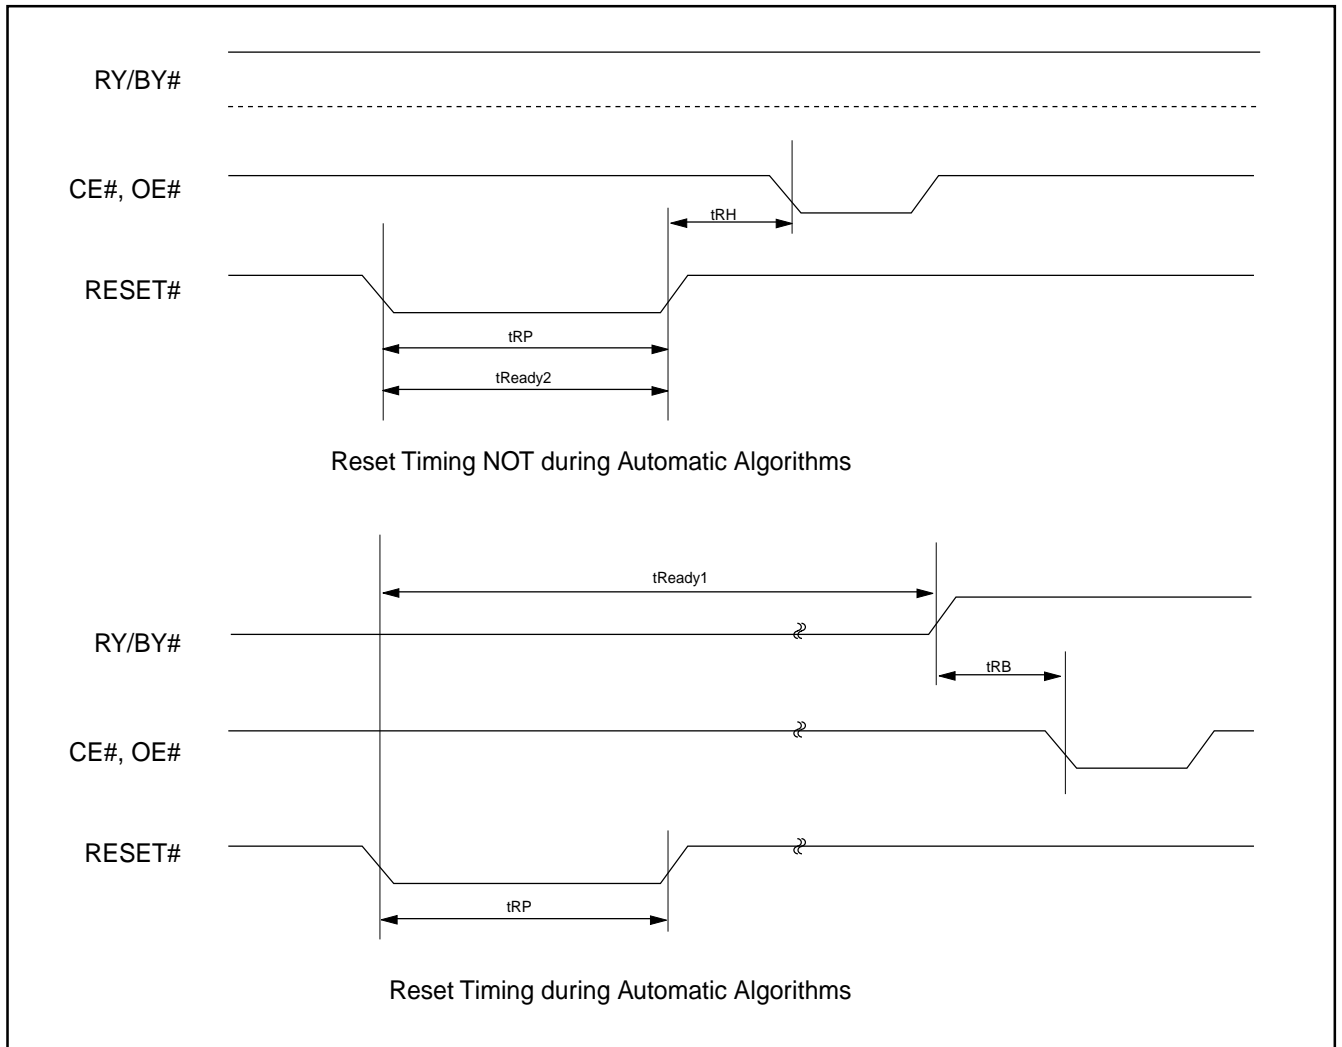 RY/BY#
CE#, OE#
tRH
RESET#
tRP
tReady2
Reset Timing NOT during Automatic Algorithms
tReady1
RY/BY#
tRB
CE#, OE#
RESET#
tRP
Reset Timing during Automatic Algorithms